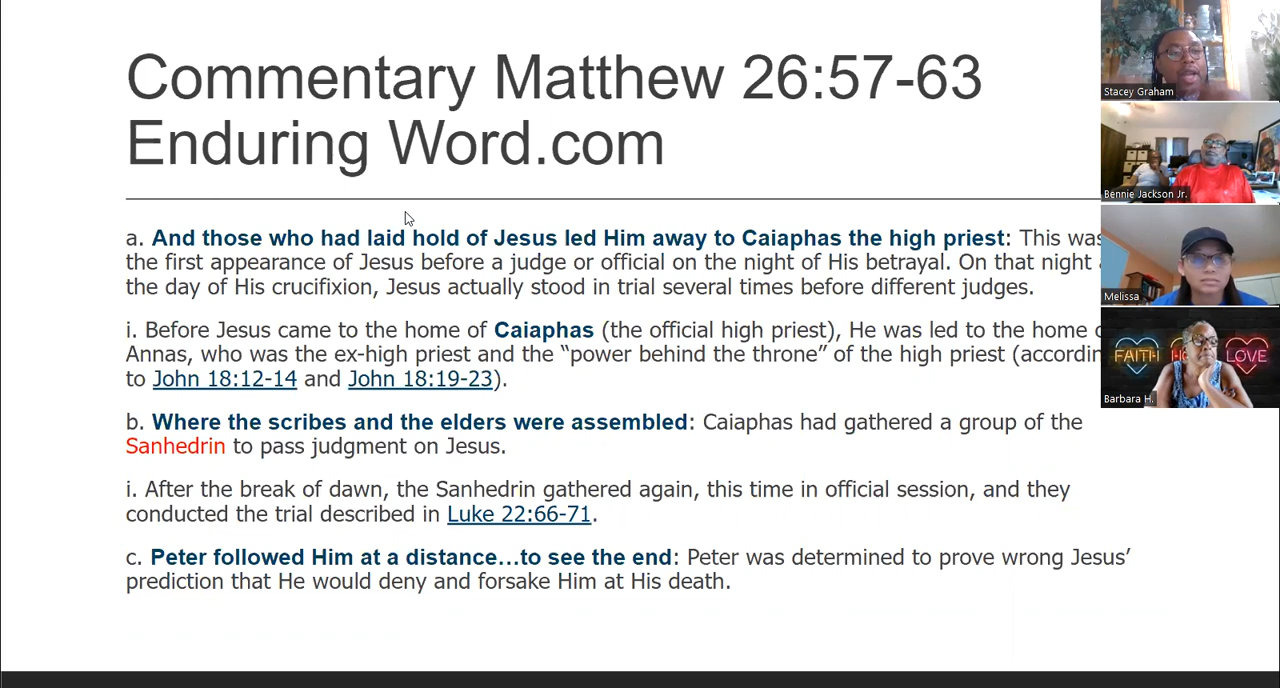 Commentary Matthew 26:57-63
Enduring Word.com
a. And those who had laid hold of Jesus led Him away to Caiaphas the high priest: This was
the first appearance of Jesus before a judge or official on the night of His betrayal. On that night
the day of His crucifixion, Jesus actually stood in trial several times before different judges.
i. Before Jesus came to the home of Caiaphas (the official high priest), He was led to the home
Annas, who was the ex-high priest and the “power behind the throne” of the high priest (accordin
to John 18:12-14 and John 18:19-23).
b. Where the scribes and the elders were assembled: Caiaphas had gathered a group of the
Sanhedrin to pass judgment on Jesus.
i. After the break of dawn, the Sanhedrin gathered again, this time in official session, and they
conducted the trial described in Luke 22:66-71.
c. Peter followed Him at a distance…to see the end: Peter was determined to prove wrong Jesus’
prediction that He would deny and forsake Him at His death.
Stacey Graham
Bennie Jackson Jr.
Melissa
FAITH LOVE
Barbara H.